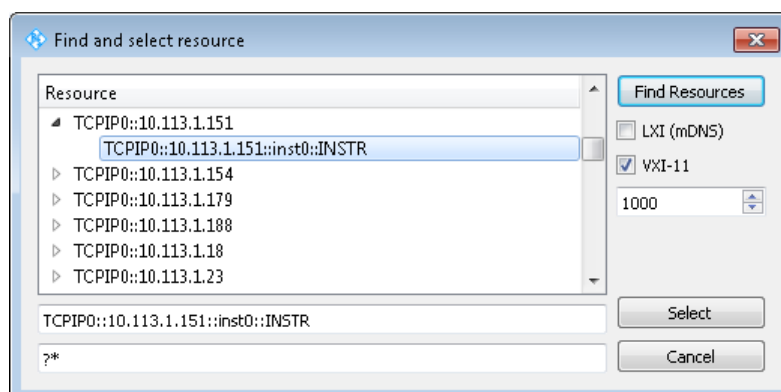 Find and select resource
Resource
TCPIP0::10.113.1.151
TCPIP0::10.113.1.151::inst0::INSTR
TCPIP0::10.113.1.154
TCPIP0::10.113.1.179
TCPIP0::10.113.1.188
TCPIP0::10.113.1.18
TCPIP0::10.113.1.23
TCPIP0::10.113.1.151::inst0::INSTR
?*
Find Resources
LXI (mDNS)
VXI-11
1000
Select
Cancel